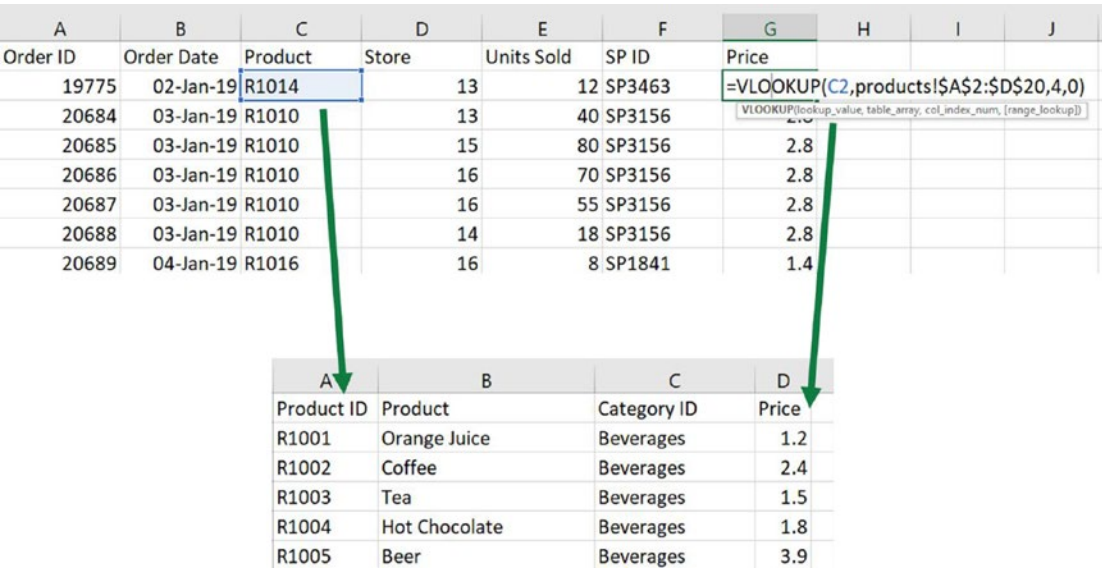 A B C D E F G H I J
Order ID Order Date Product Store Units Sold SP ID Price
19775 02-Jan-19 R1014 13 12 SP3463 =VLOOKUP(C2,products!$A$2:$D$20,4,0)
VLOOKUP(lookup_value, table_array, col_index_num, [range_lookup])
20684 03-Jan-19 R1010 13 40 SP3156
20685 03-Jan-19 R1010 15 80 SP3156 2.8
20686 03-Jan-19 R1010 16 70 SP3156 2.8
20687 03-Jan-19 R1010 16 55 SP3156 2.8
20688 03-Jan-19 R1010 14 18 SP3156 2.8
20689 04-Jan-19 R1016 16 8 SP1841 1.4
A B C D
Product ID Product Category ID Price
R1001 Orange Juice Beverages 1.2
R1002 Coffee Beverages 2.4
R1003 Tea Beverages 1.5
R1004 Hot Chocolate Beverages 1.8
R1005 Beer Beverages 3.9